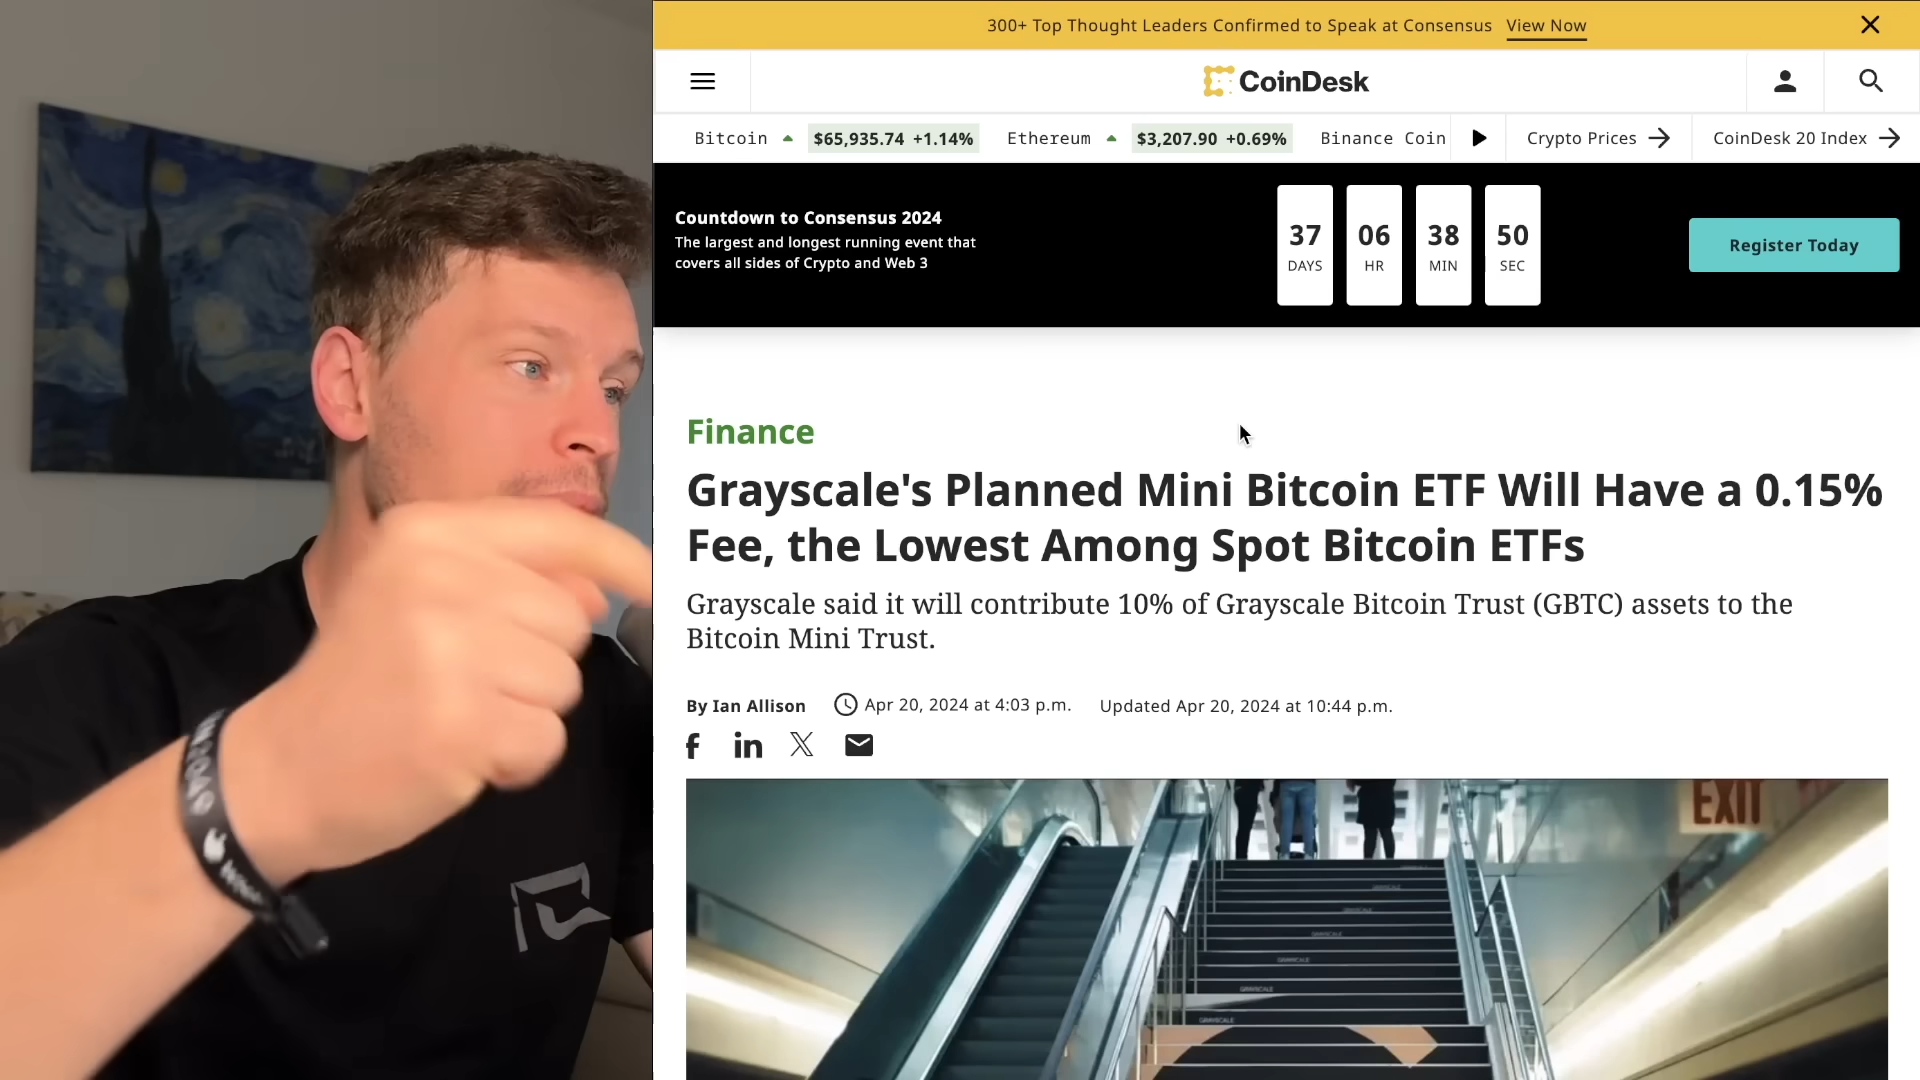 300+ Top Thought Leaders Confirmed to Speak at Consensus View Now
CoinDesk
Bitcoin $65,935.74 +1.14% Ethereum $3,207.90 +0.69% Binance Coin Crypto Prices CoinDesk 20 Index
Countdown to Consensus 2024
The largest and longest running event that
covers all sides of Crypto and Web 3
37 06 38 50
DAYS HR MIN SEC
Register Today
Finance
Grayscale's Planned Mini Bitcoin ETF Will Have a 0.15%
Fee, the Lowest Among Spot Bitcoin ETFs
Grayscale said it will contribute 10% of Grayscale Bitcoin Trust (GBTC) assets to the
Bitcoin Mini Trust.
By Ian Allison Apr 20, 2024 at 4:03 p.m. Updated Apr 20, 2024 at 10:44 p.m.
EXIT
GRAYSCALE
GRAYSCALE
GRAYSCALE
GRAYSCALE